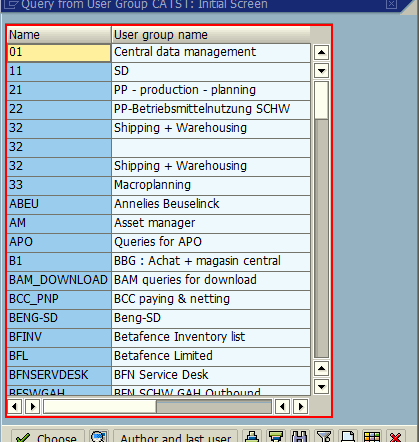 Query from User Group CATST: Initial Screen
Name User group name
01 Central data management
11 SD
21 PP - production - planning
22 PP-Betriebsmittelnutzung SCHW
32 Shipping + Warehousing
32
32 Shipping + Warehousing
33 Macroplanning
ABEU Annelies Beuselinck
AM Asset manager
APO Queries for APO
B1 BBG : Achat + magasin central
BAM_DOWNLOAD BAM queries for download
BCC_PNP BCC paying & netting
BENG-SD Beng-SD
BFINV Betafence Inventory list
BFL Betafence Limited
BFNSERVDESK BFN Service Desk
BFSWGAH BFN SCHW GAH Outbound
Choose Author and last user